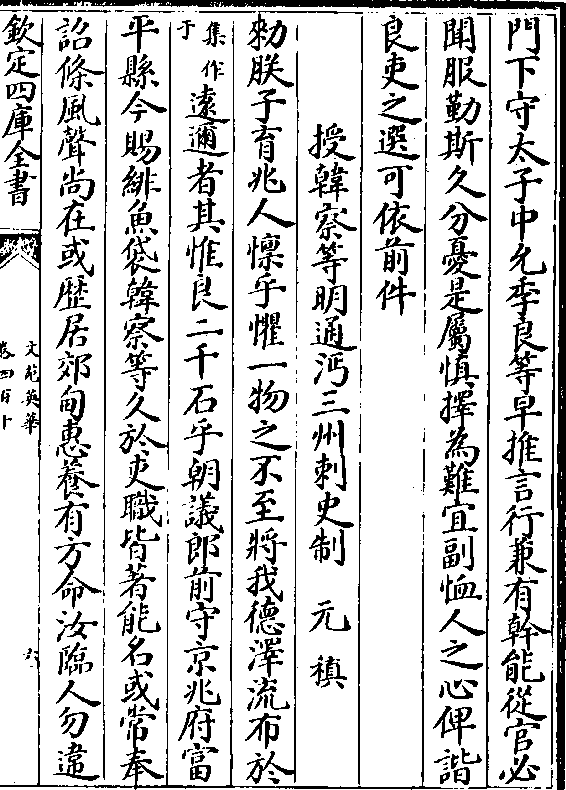 門下守太子中允季良等早推言行兼有幹能從官必
聞服勤斯久分憂是屬慎擇為難宜副恤人之心俾諧
良吏之選可依前件
授韓察等明通沔三州刺史制　元稹
勑朕子育兆人懔乎懼一物之不至將我德澤流布於
集作于
遠邇者其惟良二千石乎朝議郎前守京兆府富
平縣令賜緋魚袋韓察等久於吏職皆著能名或常奉
詔條風聲尚在或歴居郊甸惠養有方命汝臨人勿違
欽定四庫全書
文苑英華
卷四百十
六